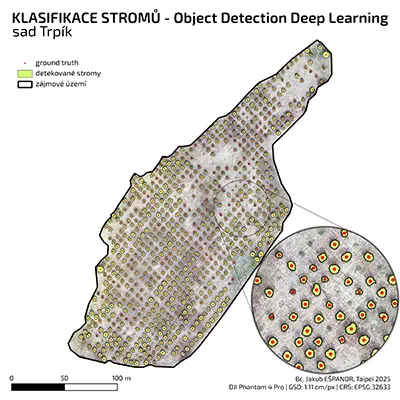 KLASIFIKACE STROMŮ - Object Detection Deep Learning
sad Trpík
ground truth
detekované stromy
zájmové území
0 50 100 m
Bc. Jakub EŠPANDR, Taipei 2025
DJI Phantom 4 Pro | GSD: 1.11 cm/px | CRS: EPSG:32633